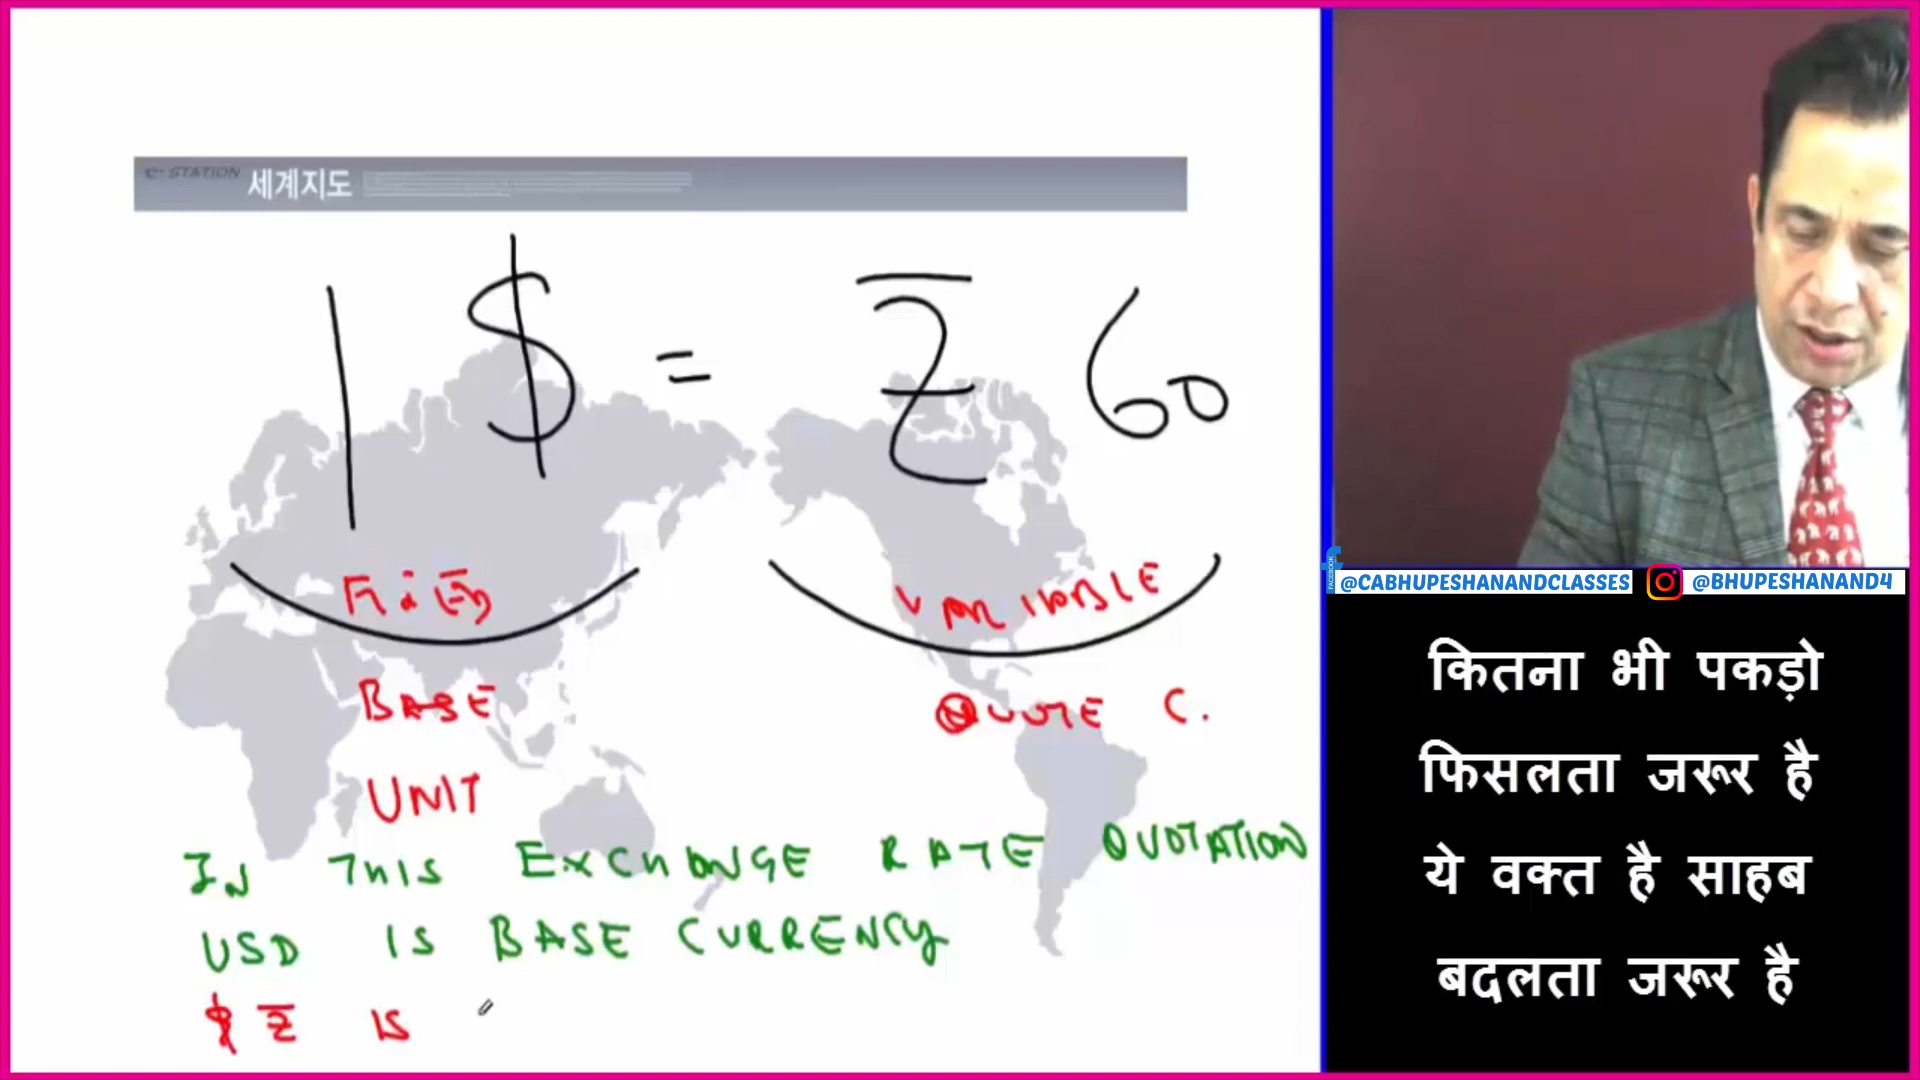 e-STATION 세계지도
1 $ = ₹ 60
FIXED VARIABLE
BASE QUOTE C.
UNIT
IN THIS EXCHANGE RATE QUOTATION
USD IS BASE CURRENCY
₹ IS
FACEBOOK
@CABHUPESHANANDCLASSES @BHUPESHANAND4
कितना भी पकड़ो
फिसलता जरूर है
ये वक्त है साहब
बदलता जरूर है